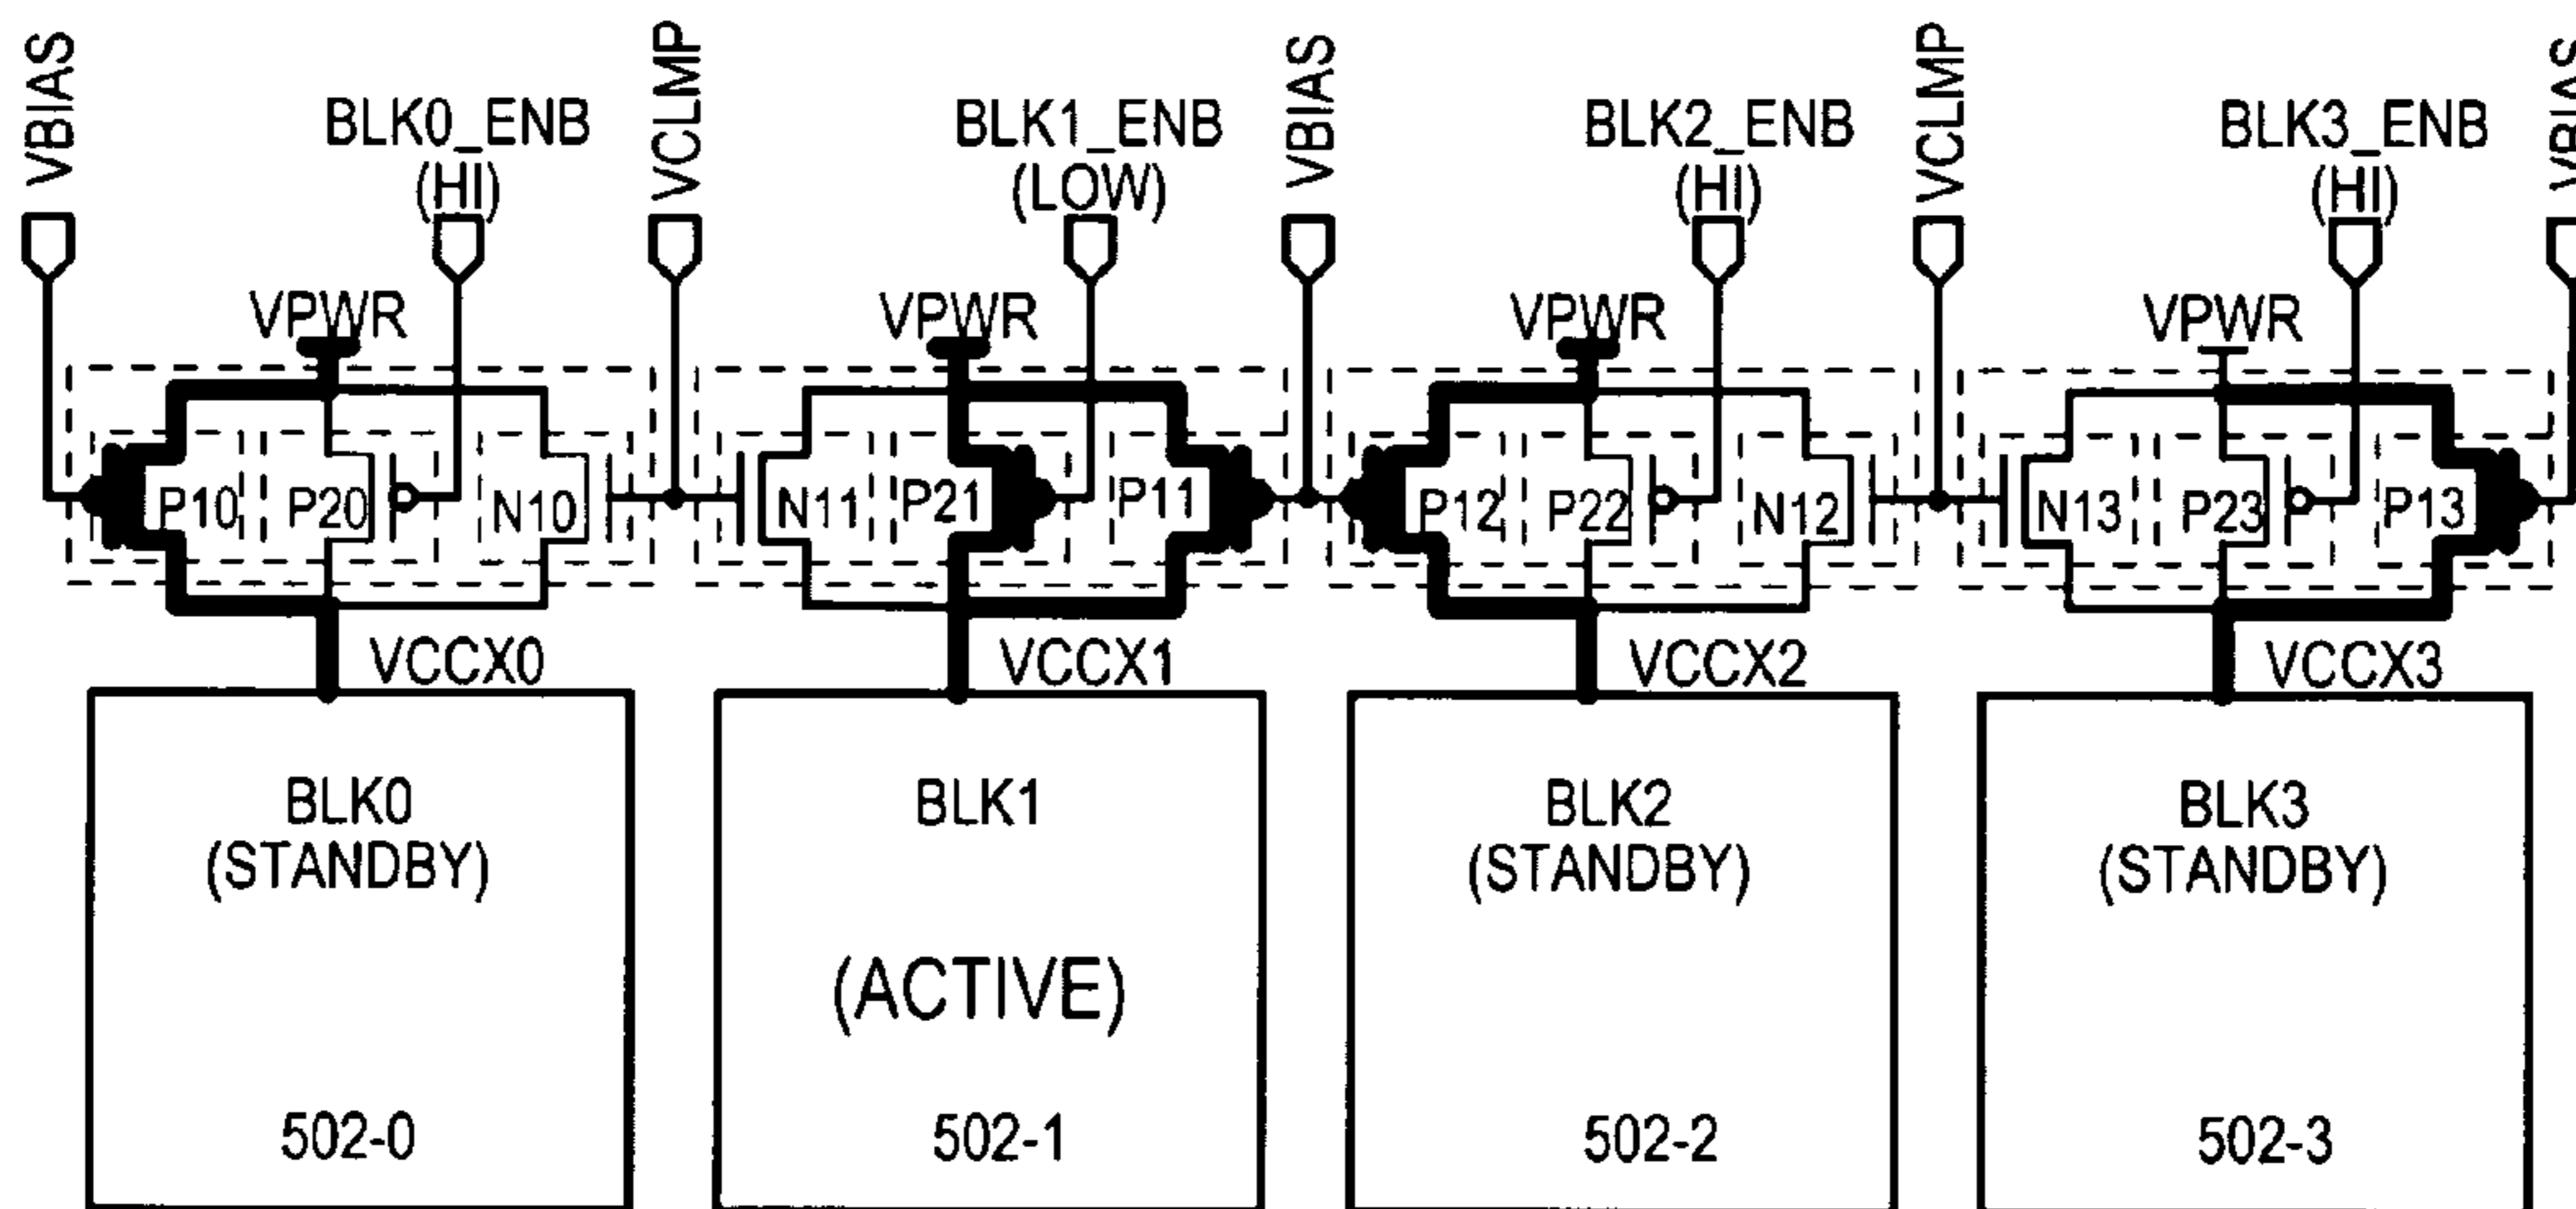 VBIAS
BLK0_ENB
(HI)
VCLMP
BLK1_ENB
(LOW)
VBIAS
BLK2_ENB
(HI)
VCLMP
BLK3_ENB
(HI)
VBIAS
VPWR
VPWR
VPWR
VPWR
P10
P20
N10
N11
P21
P11
P12
P22
N12
N13
P23
P13
VCCX0
VCCX1
VCCX2
VCCX3
BLK0
(STANDBY)
502-0
BLK1
(ACTIVE)
502-1
BLK2
(STANDBY)
502-2
BLK3
(STANDBY)
502-3